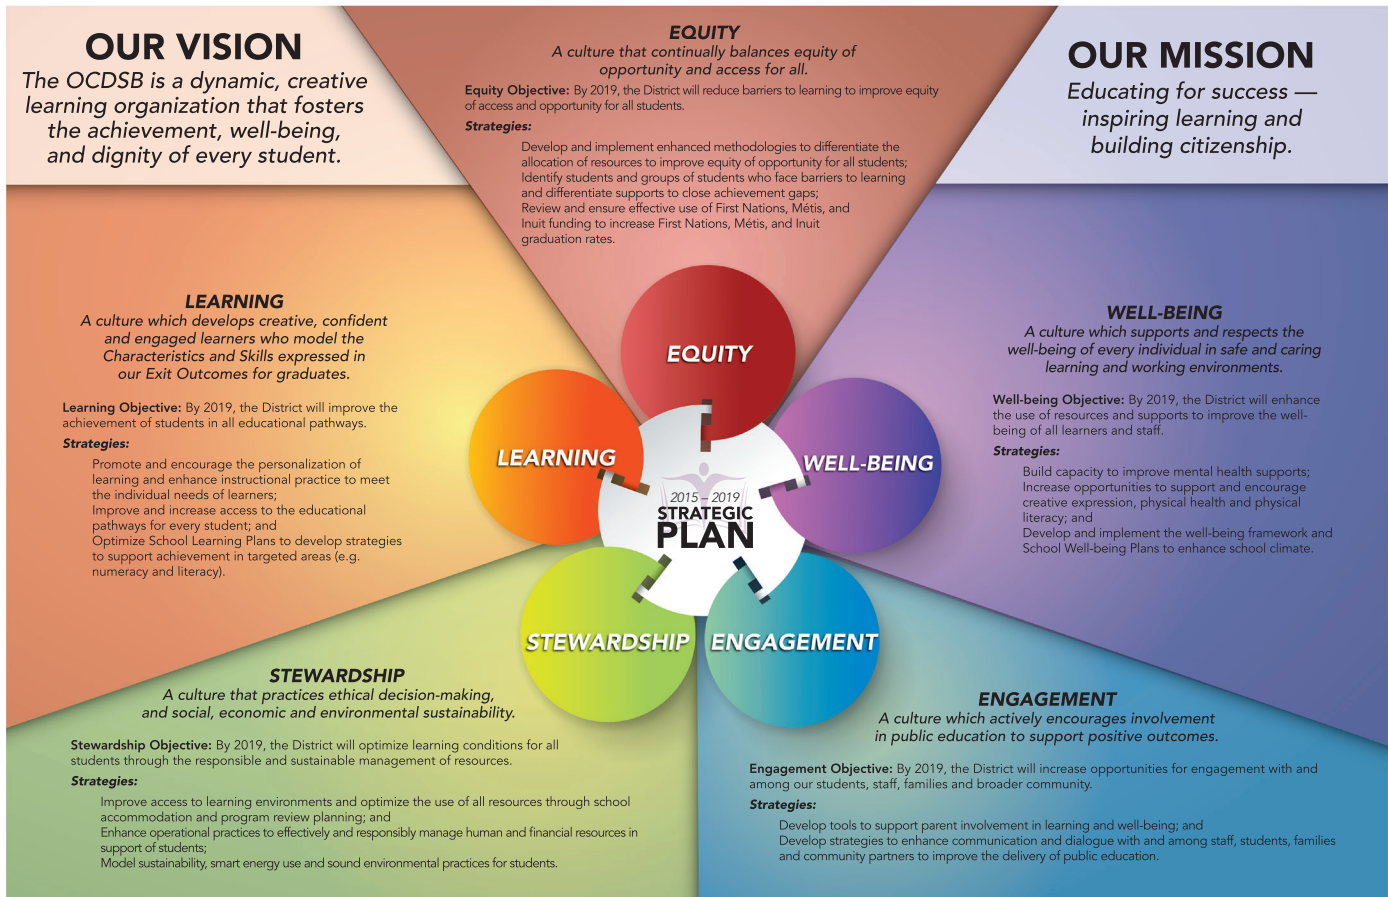 OUR VISION
The OCDSB is a dynamic, creative
learning organization that fosters
the achievement, well-being,
and dignity of every student.
EQUITY
A culture that continually balances equity of
opportunity and access for all.
Equity Objective: By 2019, the District will reduce barriers to learning to improve equity
of access and opportunity for all students.
Strategies:
Develop and implement enhanced methodologies to differentiate the
allocation of resources to improve equity of opportunity for all students;
Identify students and groups of students who face barriers to learning
and differentiate supports to close achievement gaps;
Review and ensure effective use of First Nations, Métis, and
Inuit funding to increase First Nations, Métis, and Inuit
graduation rates.
OUR MISSION
Educating for success —
inspiring learning and
building citizenship.
LEARNING
A culture which develops creative, confident
and engaged learners who model the
Characteristics and Skills expressed in
our Exit Outcomes for graduates.
Learning Objective: By 2019, the District will improve the
achievement of students in all educational pathways.
Strategies:
Promote and encourage the personalization of
learning and enhance instructional practice to meet
the individual needs of learners;
Improve and increase access to the educational
pathways for every student; and
Optimize School Learning Plans to develop strategies
to support achievement in targeted areas (e.g.
numeracy and literacy).
EQUITY
LEARNING
WELL-BEING
2015 – 2019
STRATEGIC
PLAN
STEWARDSHIP
ENGAGEMENT
WELL-BEING
A culture which supports and respects the
well-being of every individual in safe and caring
learning and working environments.
Well-being Objective: By 2019, the District will enhance
the use of resources and supports to improve the well-
being of all learners and staff.
Strategies:
Build capacity to improve mental health supports;
Increase opportunities to support and encourage
creative expression, physical health and physical
literacy; and
Develop and implement the well-being framework and
School Well-being Plans to enhance school climate.
STEWARDSHIP
A culture that practices ethical decision-making,
and social, economic and environmental sustainability.
Stewardship Objective: By 2019, the District will optimize learning conditions for all
students through the responsible and sustainable management of resources.
Strategies:
Improve access to learning environments and optimize the use of all resources through school
accommodation and program review planning; and
Enhance operational practices to effectively and responsibly manage human and financial resources in
support of students;
Model sustainability, smart energy use and sound environmental practices for students.
ENGAGEMENT
A culture which actively encourages involvement
in public education to support positive outcomes.
Engagement Objective: By 2019, the District will increase opportunities for engagement with and
among our students, staff, families and broader community.
Strategies:
Develop tools to support parent involvement in learning and well-being; and
Develop strategies to enhance communication and dialogue with and among staff, students, families
and community partners to improve the delivery of public education.